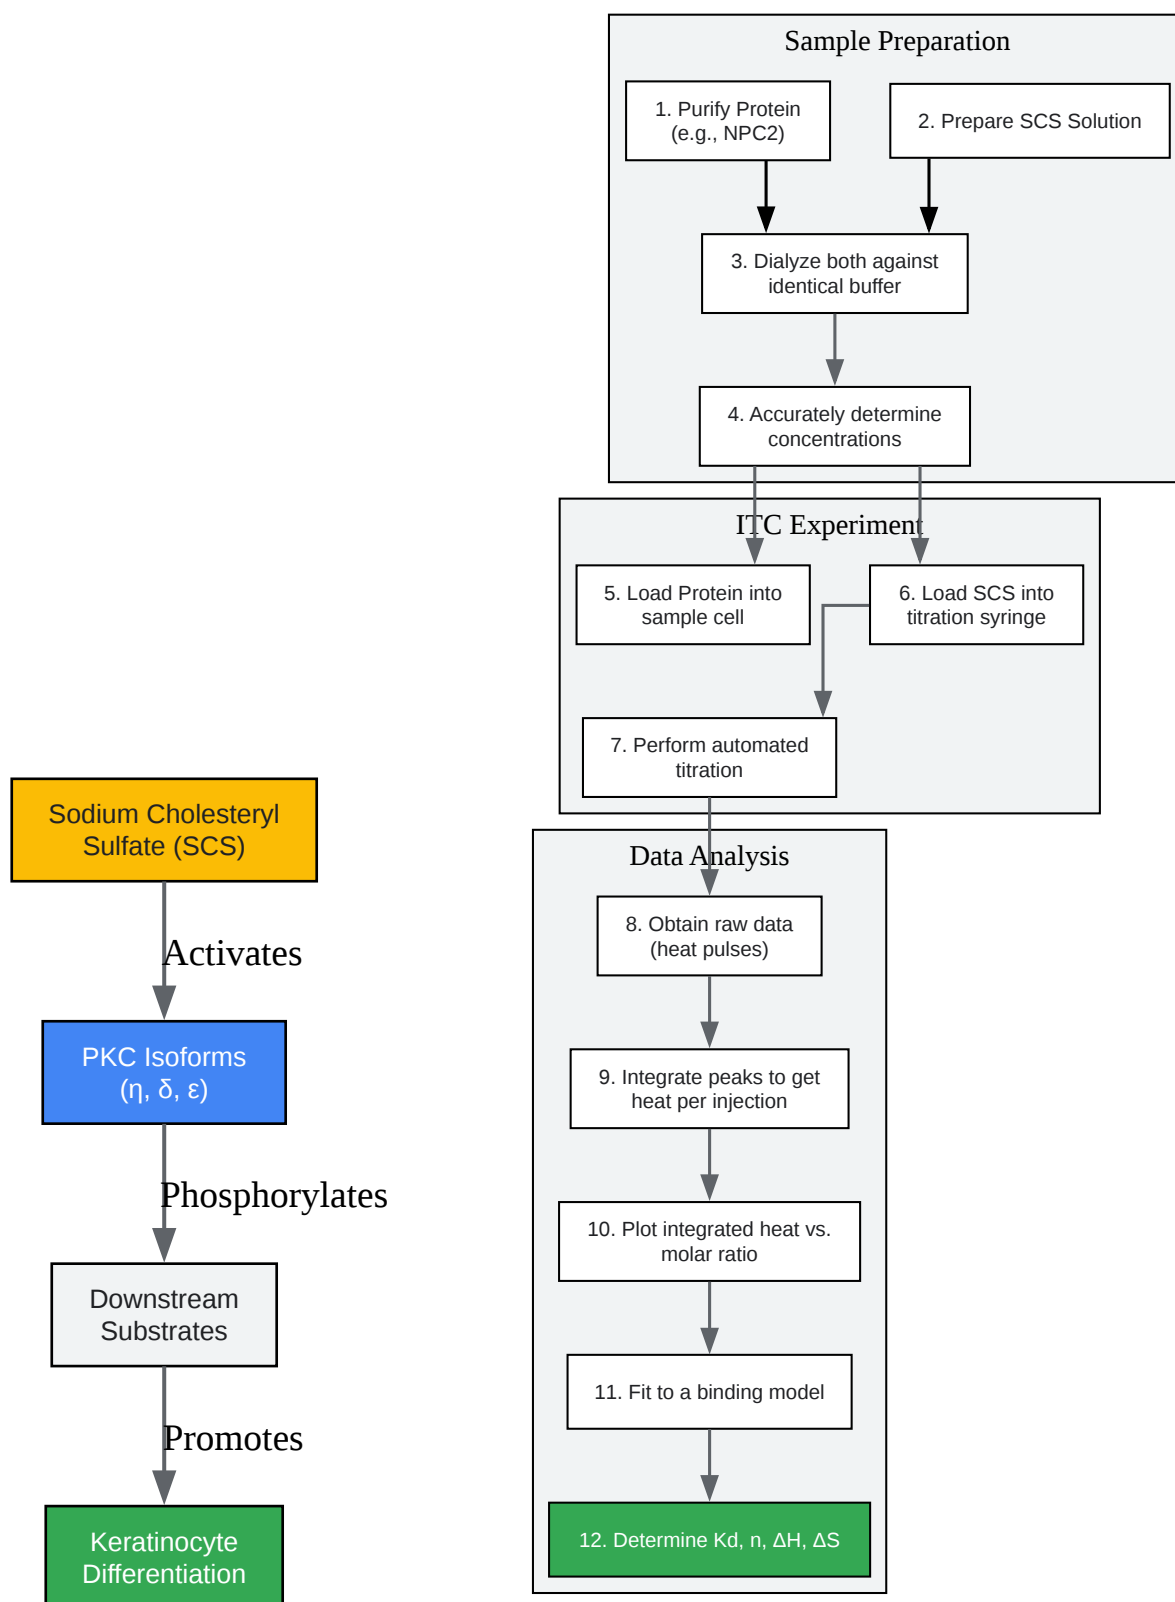 Sample Preparation
1. Purify Protein
(e.g., NPC2)
2. Prepare SCS Solution
3. Dialyze both against
identical buffer
4. Accurately determine
concentrations
ITC Experiment
5. Load Protein into
sample cell
6. Load SCS into
titration syringe
7. Perform automated
titration
Data Analysis
8. Obtain raw data
(heat pulses)
9. Integrate peaks to get
heat per injection
10. Plot integrated heat vs.
molar ratio
11. Fit to a binding model
12. Determine Kd, n, ΔH, ΔS
Sodium Cholesteryl
Sulfate (SCS)
Activates
PKC Isoforms
(η, δ, ε)
Phosphorylates
Downstream
Substrates
Promotes
Keratinocyte
Differentiation